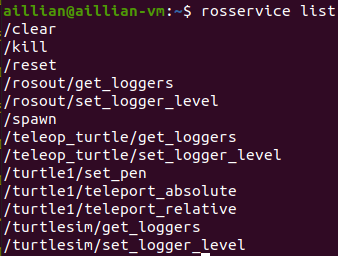 aillian@aillian-vm:~$ rosservice list
/clear
/kill
/reset
/rosout/get_loggers
/rosout/set_logger_level
/spawn
/teleop_turtle/get_loggers
/teleop_turtle/set_logger_level
/turtle1/set_pen
/turtle1/teleport_absolute
/turtle1/teleport_relative
/turtlesim/get_loggers
/turtlesim/set_logger_level